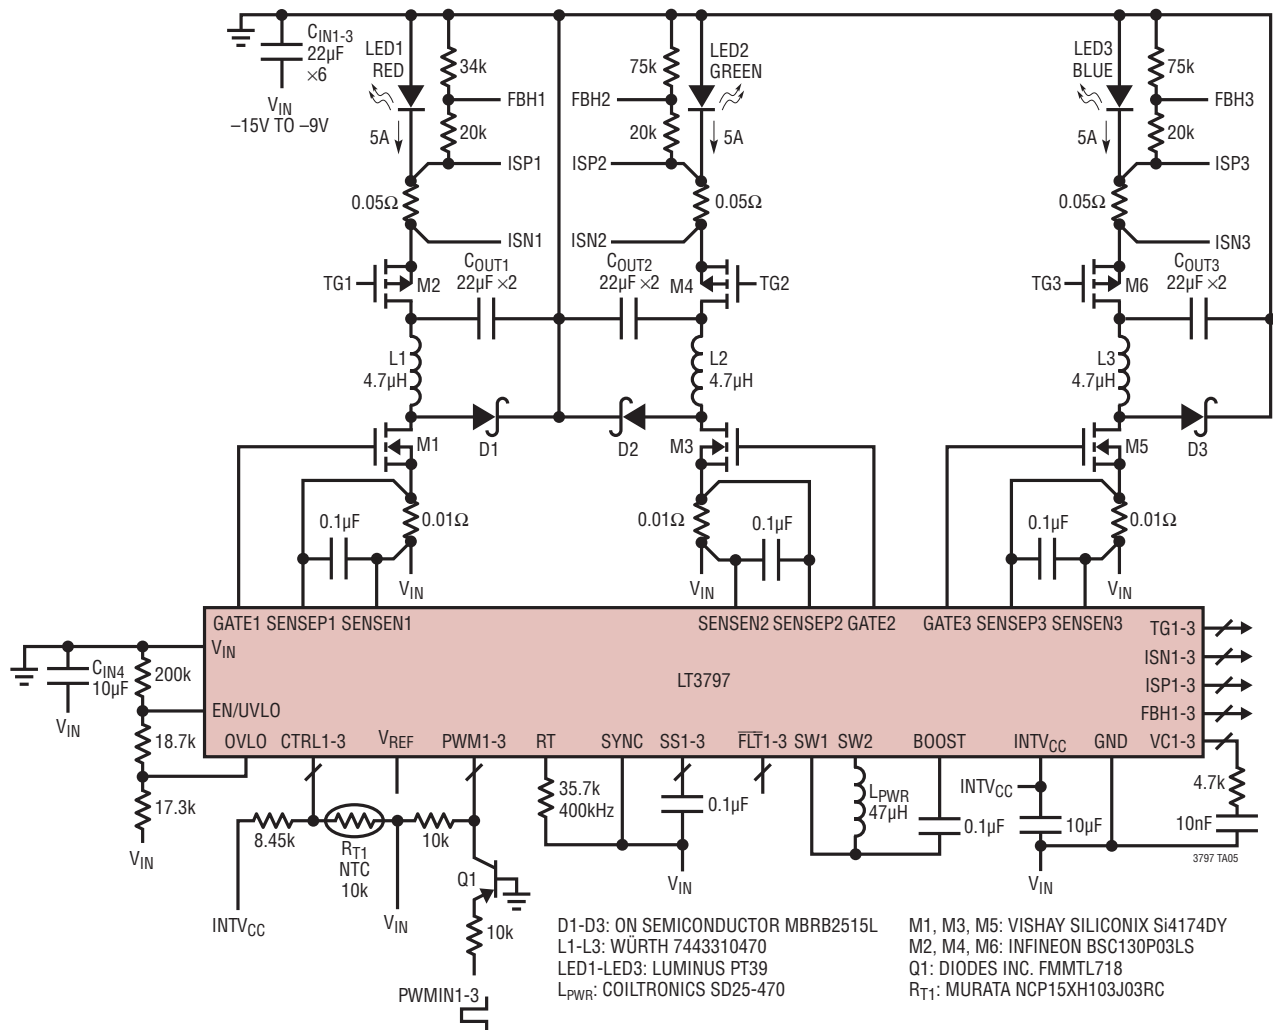 CIN1-3
22µF
×6
VIN
–15V TO –9V
LED1
RED
34k
FBH1
5A
20k
ISP1
0.05Ω
ISN1
TG1
M2
COUT1
22µF ×2
L1
4.7µH
M1
D1
0.1µF
0.01Ω
VIN
75k
LED2
GREEN
FBH2
20k
5A
ISP2
0.05Ω
ISN2
COUT2
22µF ×2
M4
TG2
L2
4.7µH
D2
M3
0.01Ω
0.1µF
VIN
LED3
BLUE
75k
FBH3
5A
20k
ISP3
0.05Ω
ISN3
TG3
M6
COUT3
22µF ×2
L3
4.7µH
M5
D3
0.1µF
0.01Ω
VIN
GATE1 SENSEP1 SENSEN1
SENSEN2 SENSEP2 GATE2
GATE3 SENSEP3 SENSEN3
VIN
EN/UVLO
LT3797
TG1-3
ISN1-3
ISP1-3
FBH1-3
VC1-3
OVLO CTRL1-3 VREF PWM1-3 RT SYNC SS1-3 FLT1-3 SW1 SW2 BOOST INTVCC GND
CIN4
10µF
VIN
200k
18.7k
17.3k
VIN
8.45k
INTVCC
RT1
NTC
10k
VIN
10k
Q1
10k
PWMIN1-3
35.7k
400kHz
0.1µF
VIN
LPWR
47µH
0.1µF
INTVCC
10µF
VIN
4.7k
10nF
3797 TA05
D1-D3: ON SEMICONDUCTOR MBRB2515L
L1-L3: WÜRTH 7443310470
LED1-LED3: LUMINUS PT39
LPWR: COILTRONICS SD25-470
M1, M3, M5: VISHAY SILICONIX Si4174DY
M2, M4, M6: INFINEON BSC130P03LS
Q1: DIODES INC. FMMTL718
RT1: MURATA NCP15XH103J03RC